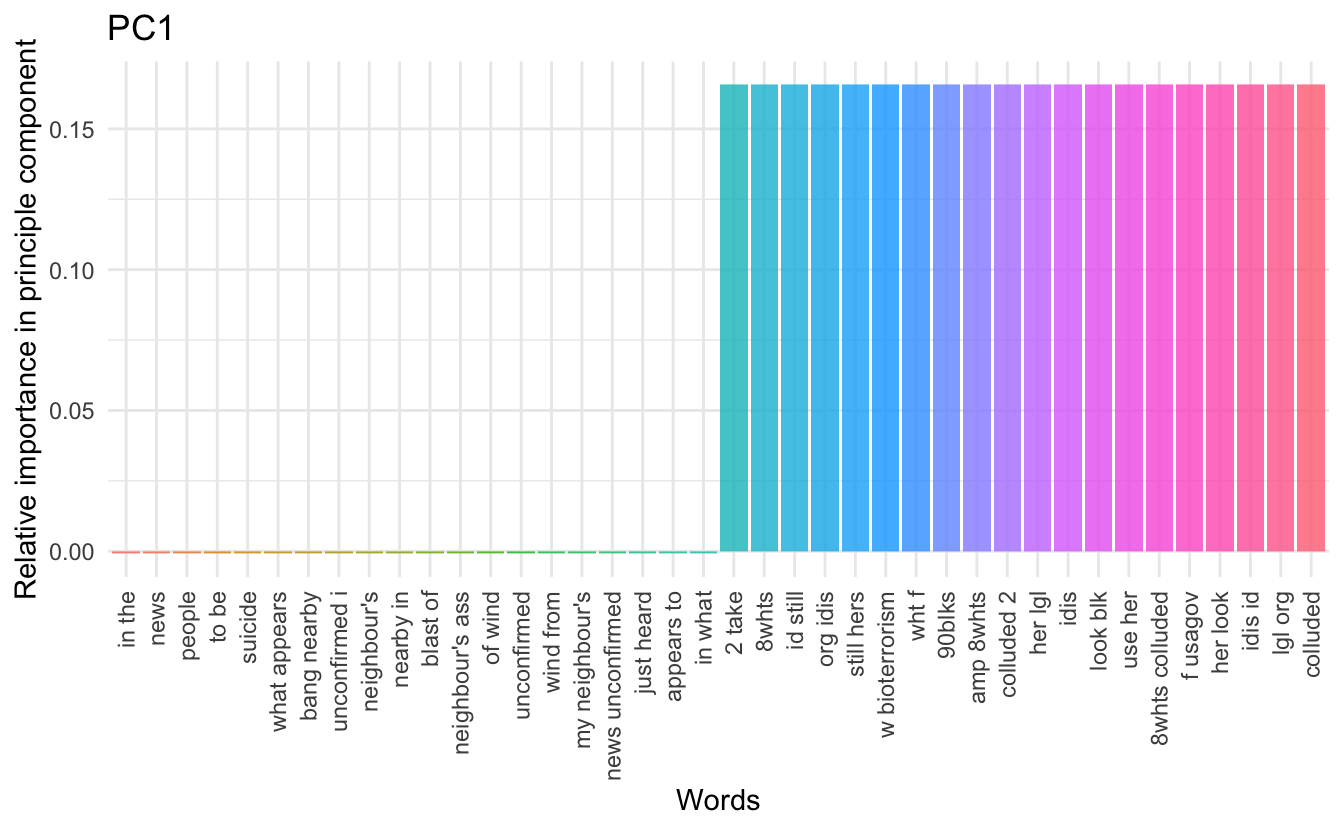 PC1
Relative importance in principle component
0.15
0.10
0.05
0.00
in the
news
people
to be
suicide
what appears
bang nearby
unconfirmed i
neighbour's
nearby in
blast of
neighbour's ass
of wind
unconfirmed
wind from
my neighbour's
news unconfirmed
just heard
appears to
in what
2 take
8whts
id still
org idis
still hers
w bioterrorism
wht f
90blks
amp 8whts
colluded 2
her lgl
idis
look blk
use her
8whts colluded
f usagov
her look
idis id
lgl org
colluded
Words